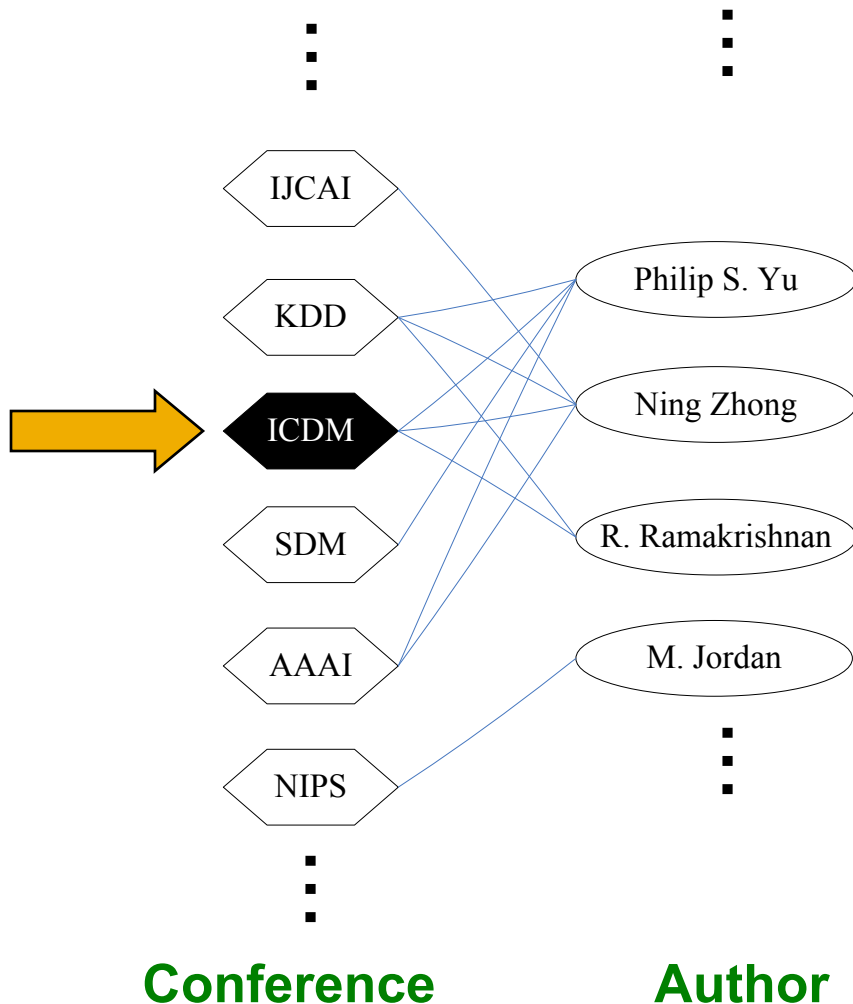 IJCAI
KDD
ICDM
SDM
AAAI
NIPS
Philip S. Yu
Ning Zhong
R. Ramakrishnan
M. Jordan
Conference
Author